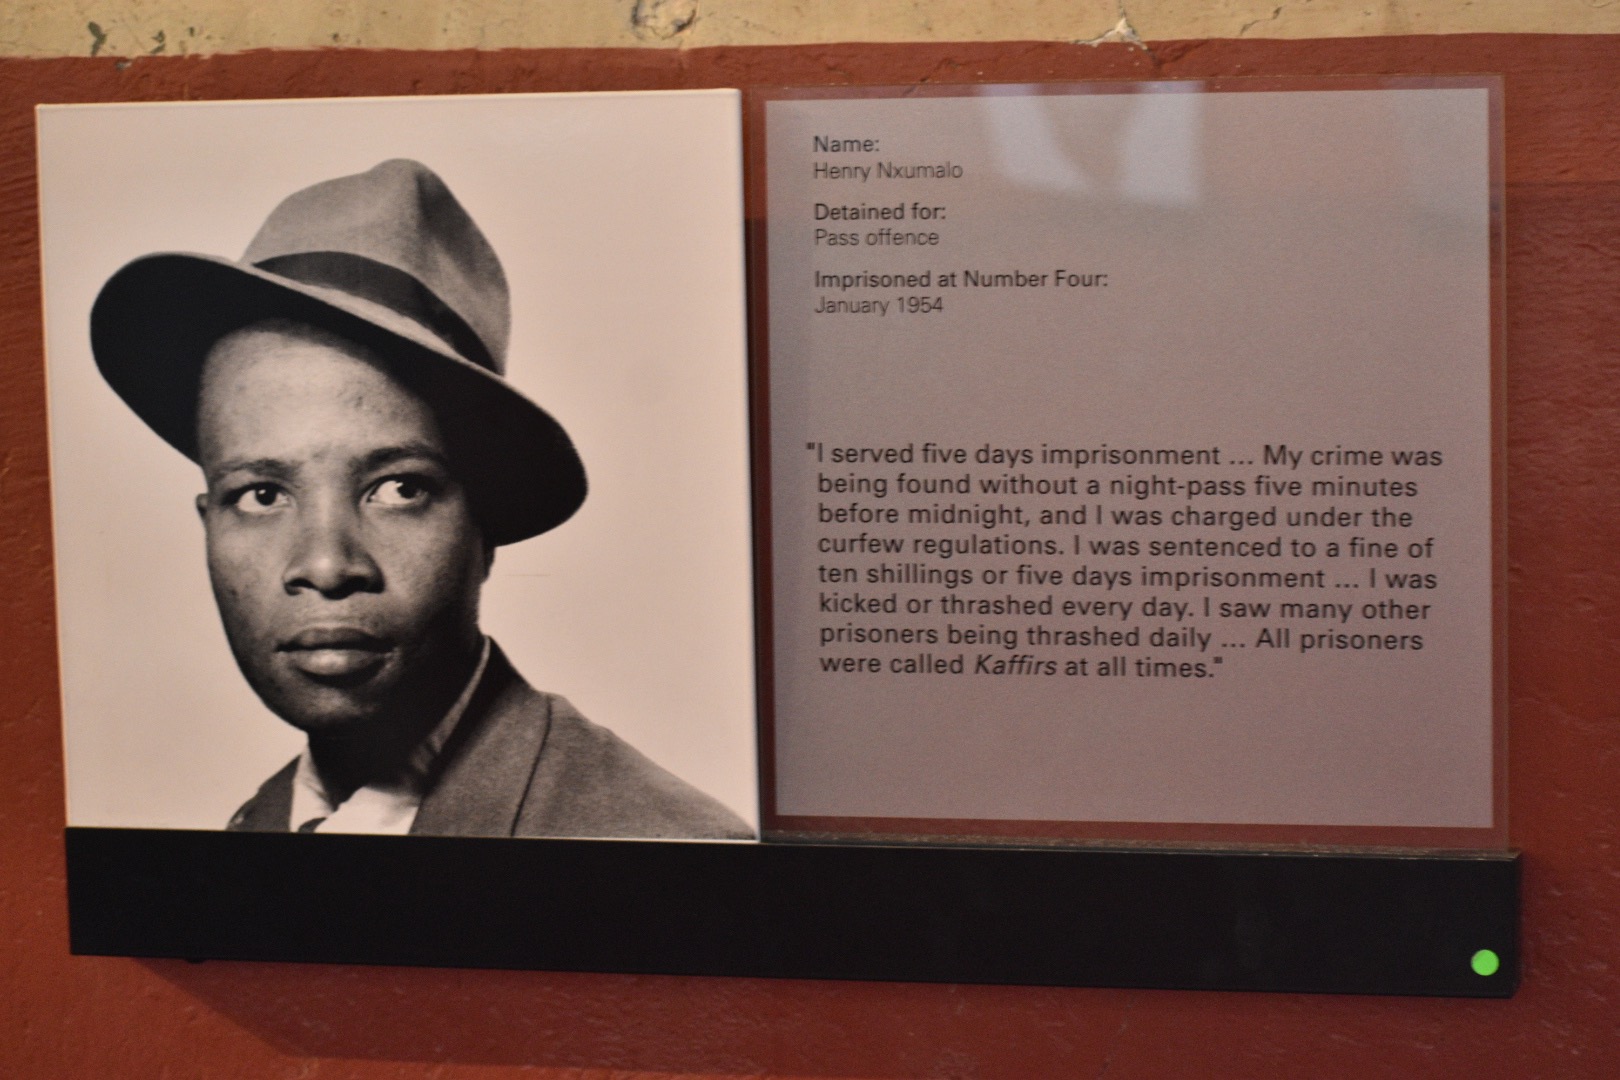 Name:
Henry Nxumalo
Detained for:
Pass offence
Imprisoned at Number Four:
January 1954
"I served five days imprisonment ... My crime was
being found without a night-pass five minutes
before midnight, and I was charged under the
curfew regulations. I was sentenced to a fine of
ten shillings or five days imprisonment ... I was
kicked or thrashed every day. I saw many other
prisoners being thrashed daily ... All prisoners
were called Kaffirs at all times."